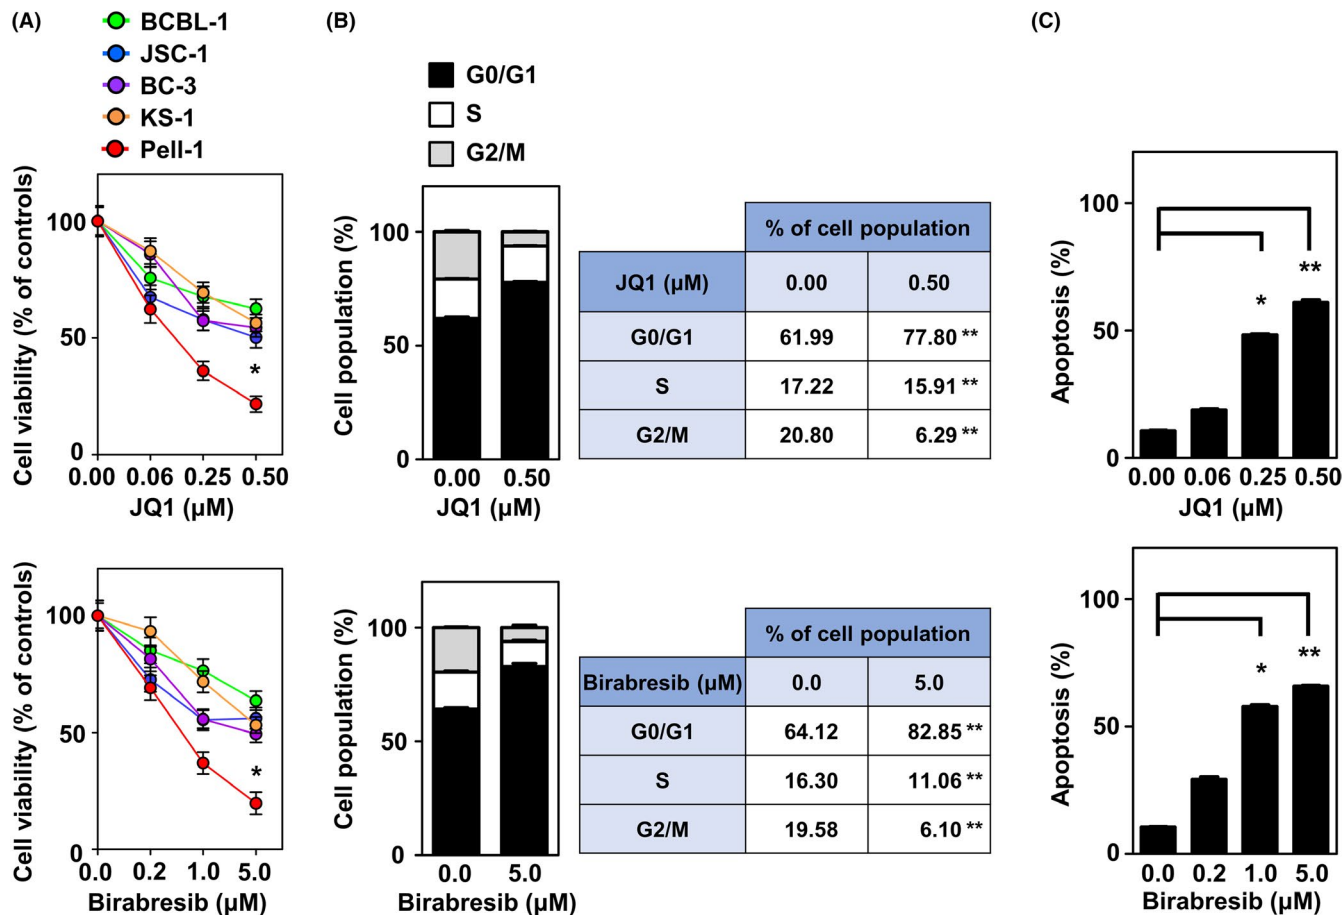 (A)
BCBL-1
JSC-1
BC-3
KS-1
Pell-1
Cell viability (% of controls)
100
50
0
*
0.00 0.06 0.25 0.50
JQ1 (µM)
Cell viability (% of controls)
100
50
0
*
0.0 0.2 1.0 5.0
Birabresib (µM)
(B)
G0/G1
S
G2/M
Cell population (%)
100
50
0
0.00 0.50
JQ1 (µM)
% of cell population
JQ1 (µM) 0.00 0.50
G0/G1 61.99 77.80 **
S 17.22 15.91 **
G2/M 20.80 6.29 **
Cell population (%)
100
50
0
0.0 5.0
Birabresib (µM)
% of cell population
Birabresib (µM) 0.0 5.0
G0/G1 64.12 82.85 **
S 16.30 11.06 **
G2/M 19.58 6.10 **
(C)
Apoptosis (%)
100
50
0
* **
0.00 0.06 0.25 0.50
JQ1 (µM)
Apoptosis (%)
100
50
0
* **
0.0 0.2 1.0 5.0
Birabresib (µM)